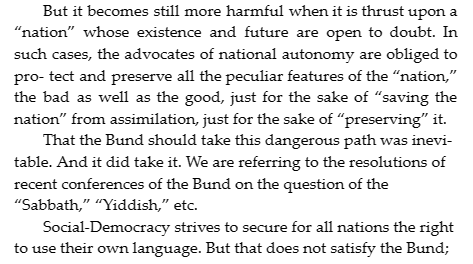 But it becomes still more harmful when it is thrust upon a
“nation” whose existence and future are open to doubt. In
such cases, the advocates of national autonomy are obliged to
pro- tect and preserve all the peculiar features of the “nation,”
the bad as well as the good, just for the sake of “saving the
nation” from assimilation, just for the sake of “preserving” it.
That the Bund should take this dangerous path was inevi-
table. And it did take it. We are referring to the resolutions of
recent conferences of the Bund on the question of the
“Sabbath,” “Yiddish,” etc.
Social-Democracy strives to secure for all nations the right
to use their own language. But that does not satisfy the Bund;